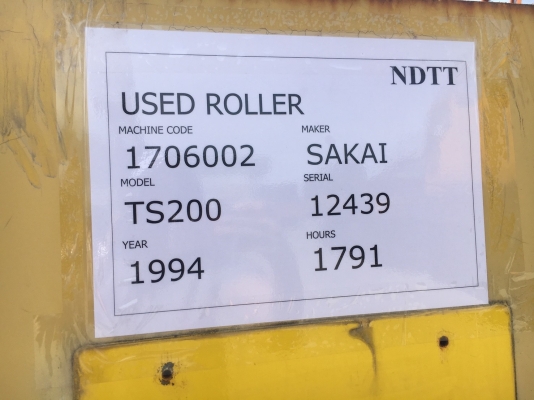 NDTT
USED ROLLER
MACHINE CODE MAKER
1706002 SAKAI
MODEL SERIAL
TS200 12439
YEAR HOURS
1994 1791